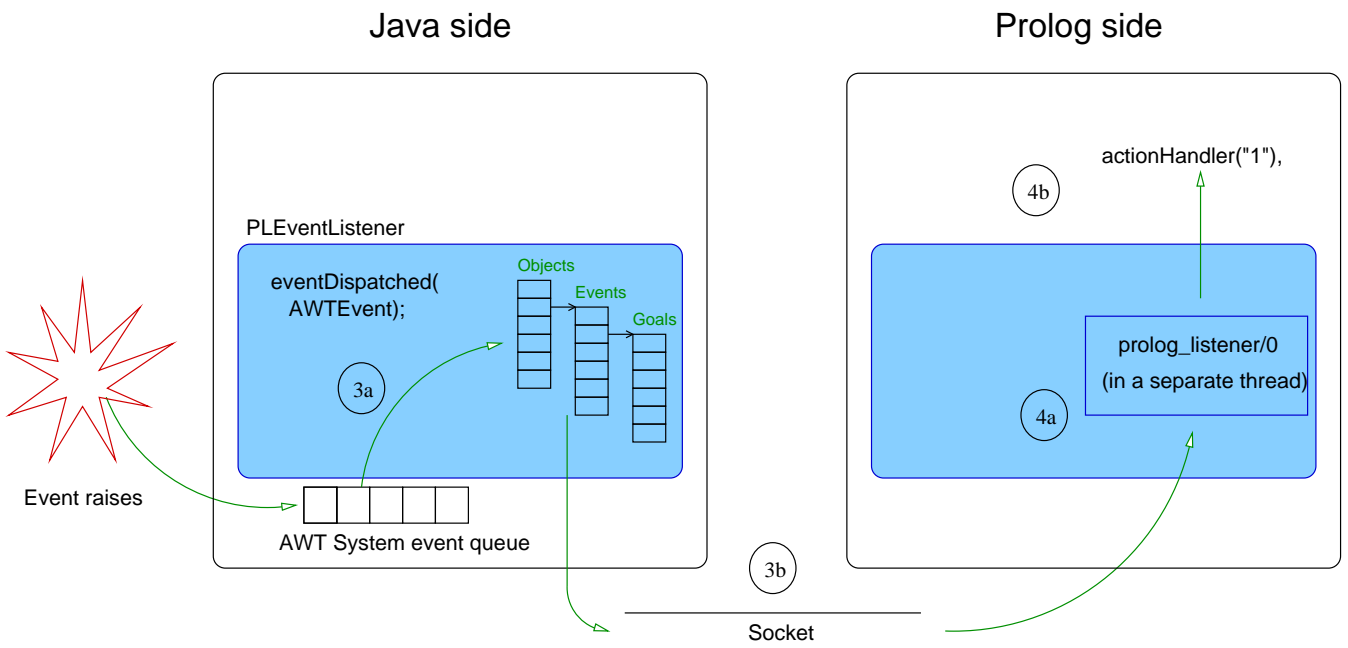 Java side
Prolog side
actionHandler("1"),
4b
PLEventListener
eventDispatched(
AWTEvent);
Objects
Events
Goals
3a
prolog_listener/0
(in a separate thread)
4a
Event raises
AWT System event queue
3b
Socket